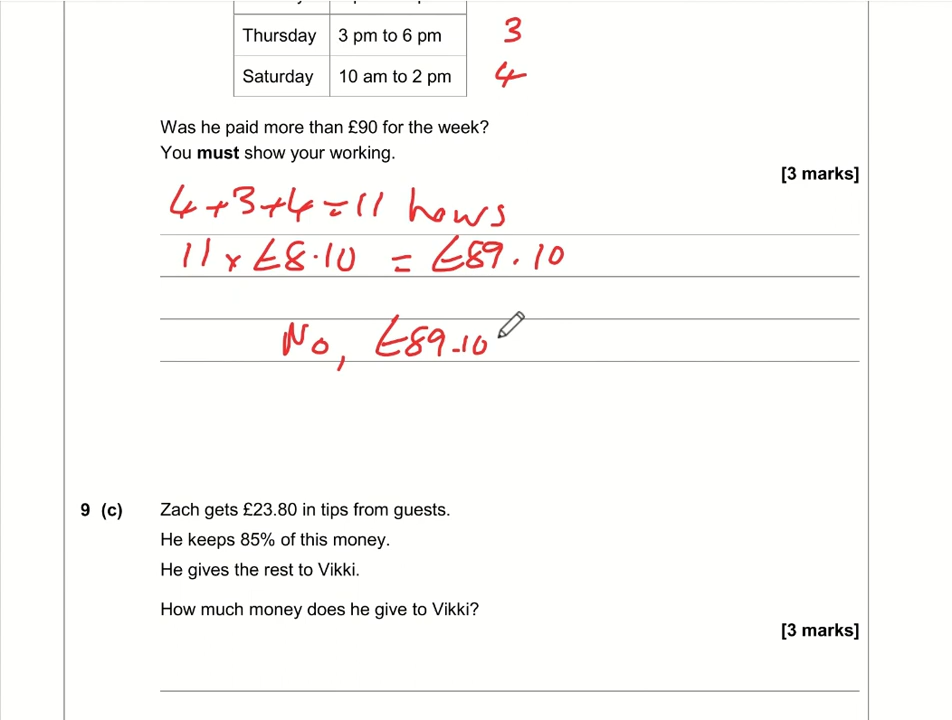 Thursday 3 pm to 6 pm 3
Saturday 10 am to 2 pm 4
Was he paid more than £90 for the week?
You must show your working.
[3 marks]
4+3+4=11 hours
11 × £8.10 = £89.10
No, £89.10
9 (c) Zach gets £23.80 in tips from guests.
He keeps 85% of this money.
He gives the rest to Vikki.
How much money does he give to Vikki?
[3 marks]